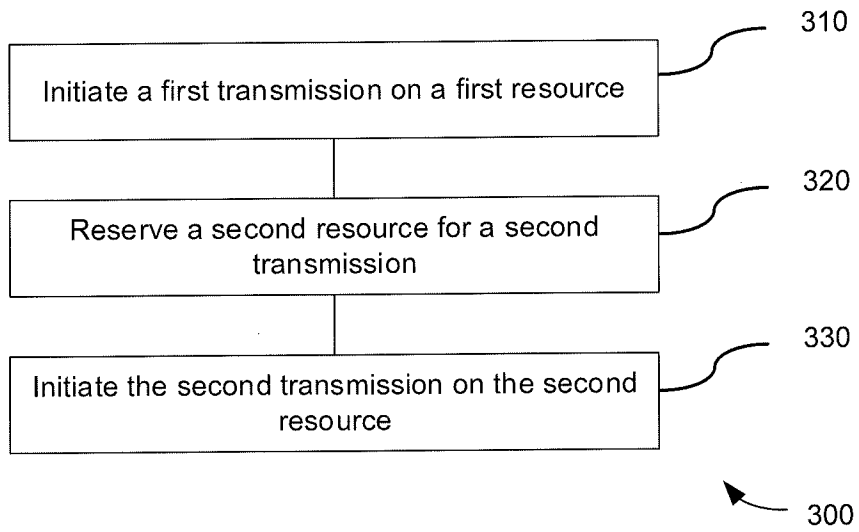 310
Initiate a first transmission on a first resource
320
Reserve a second resource for a second
transmission
330
Initiate the second transmission on the second
resource
300